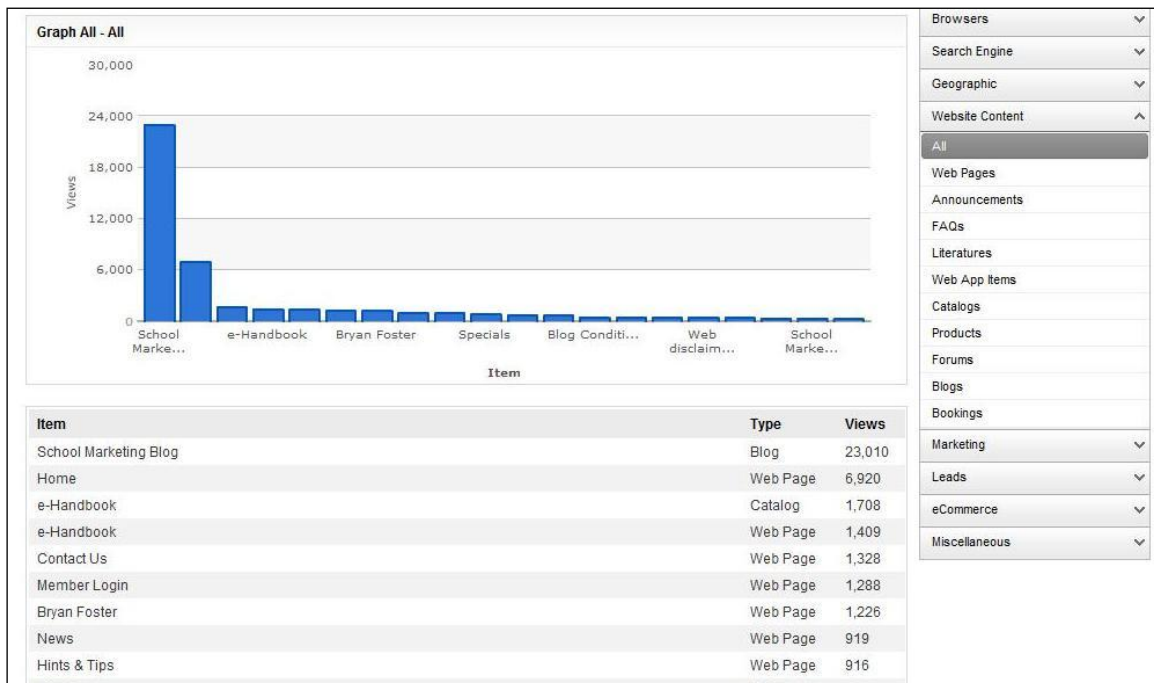 Graph All - All
30,000
24,000
18,000
12,000
6,000
0
Views
School Marke...
e-Handbook
Bryan Foster
Specials
Blog Conditi...
Web disclaim...
School Marke...
Item
Item Type Views
School Marketing Blog Blog 23,010
Home Web Page 6,920
e-Handbook Catalog 1,708
e-Handbook Web Page 1,409
Contact Us Web Page 1,328
Member Login Web Page 1,288
Bryan Foster Web Page 1,226
News Web Page 919
Hints & Tips Web Page 916
Browsers
Search Engine
Geographic
Website Content
All
Web Pages
Announcements
FAQs
Literatures
Web App Items
Catalogs
Products
Forums
Blogs
Bookings
Marketing
Leads
eCommerce
Miscellaneous